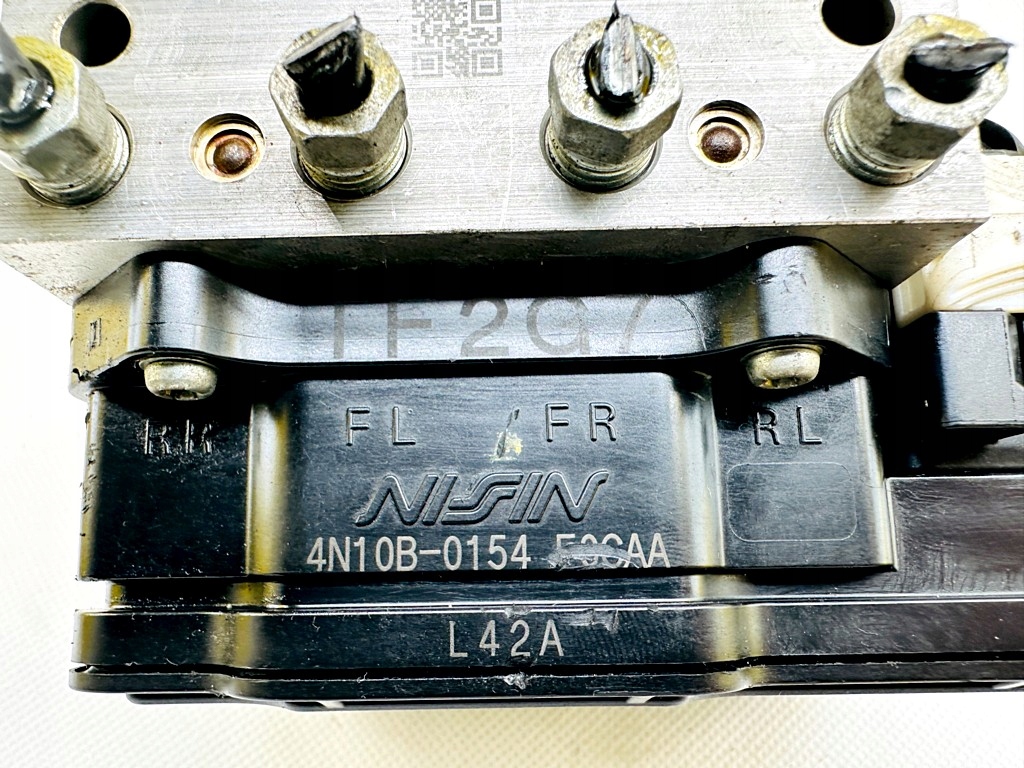 TF2G7
FL FR
RR RL
NISSIN
4N10B-0154
L42A